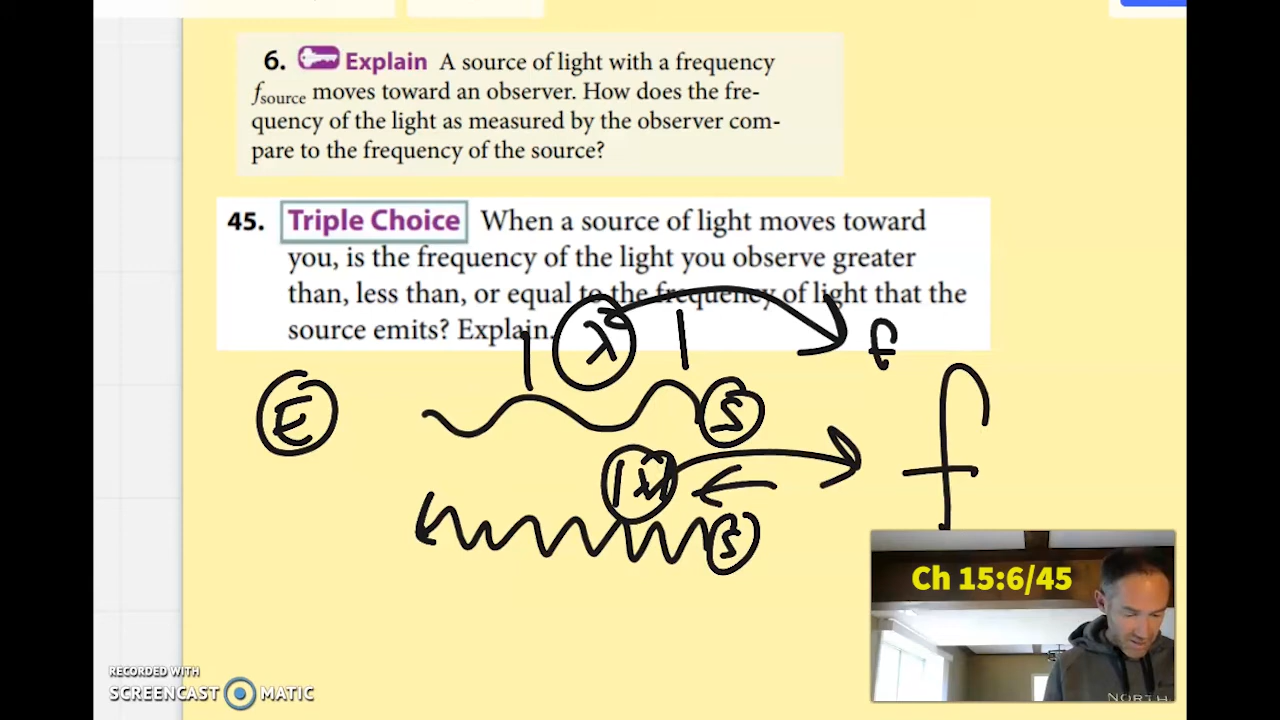 6. Explain A source of light with a frequency
fsource moves toward an observer. How does the fre-
quency of the light as measured by the observer com-
pare to the frequency of the source?
45. Triple Choice When a source of light moves toward
you, is the frequency of the light you observe greater
than, less than, or equal to the frequency of light that the
source emits? Explain.
λ
f
E
S
λ
f
S
Ch 15:6/45
NORTH
RECORDED WITH
SCREENCAST MATIC